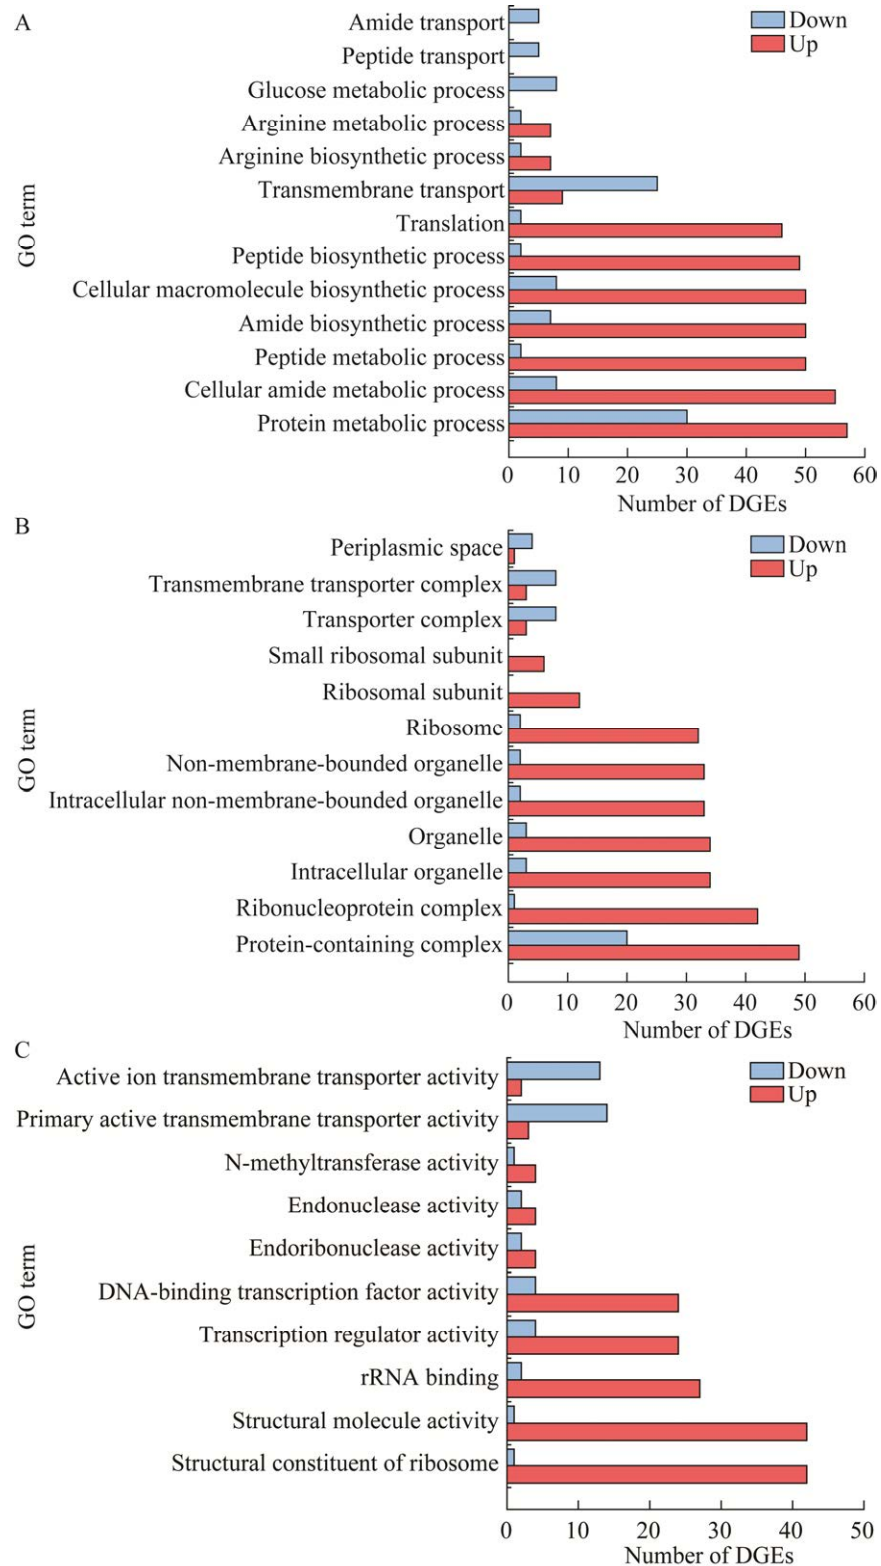 A
Amide transport
Peptide transport
Glucose metabolic process
Arginine metabolic process
Arginine biosynthetic process
Transmembrane transport
Translation
Peptide biosynthetic process
Cellular macromolecule biosynthetic process
Amide biosynthetic process
Peptide metabolic process
Cellular amide metabolic process
Protein metabolic process
GO term
Down
Up
0 10 20 30 40 50 60
Number of DGEs
B
Periplasmic space
Transmembrane transporter complex
Transporter complex
Small ribosomal subunit
Ribosomal subunit
Ribosomc
Non-membrane-bounded organelle
Intracellular non-membrane-bounded organelle
Organelle
Intracellular organelle
Ribonucleoprotein complex
Protein-containing complex
GO term
Down
Up
0 10 20 30 40 50 60
Number of DGEs
C
Active ion transmembrane transporter activity
Primary active transmembrane transporter activity
N-methyltransferase activity
Endonuclease activity
Endoribonuclease activity
DNA-binding transcription factor activity
Transcription regulator activity
rRNA binding
Structural molecule activity
Structural constituent of ribosome
GO term
Down
Up
0 10 20 30 40 50
Number of DGEs